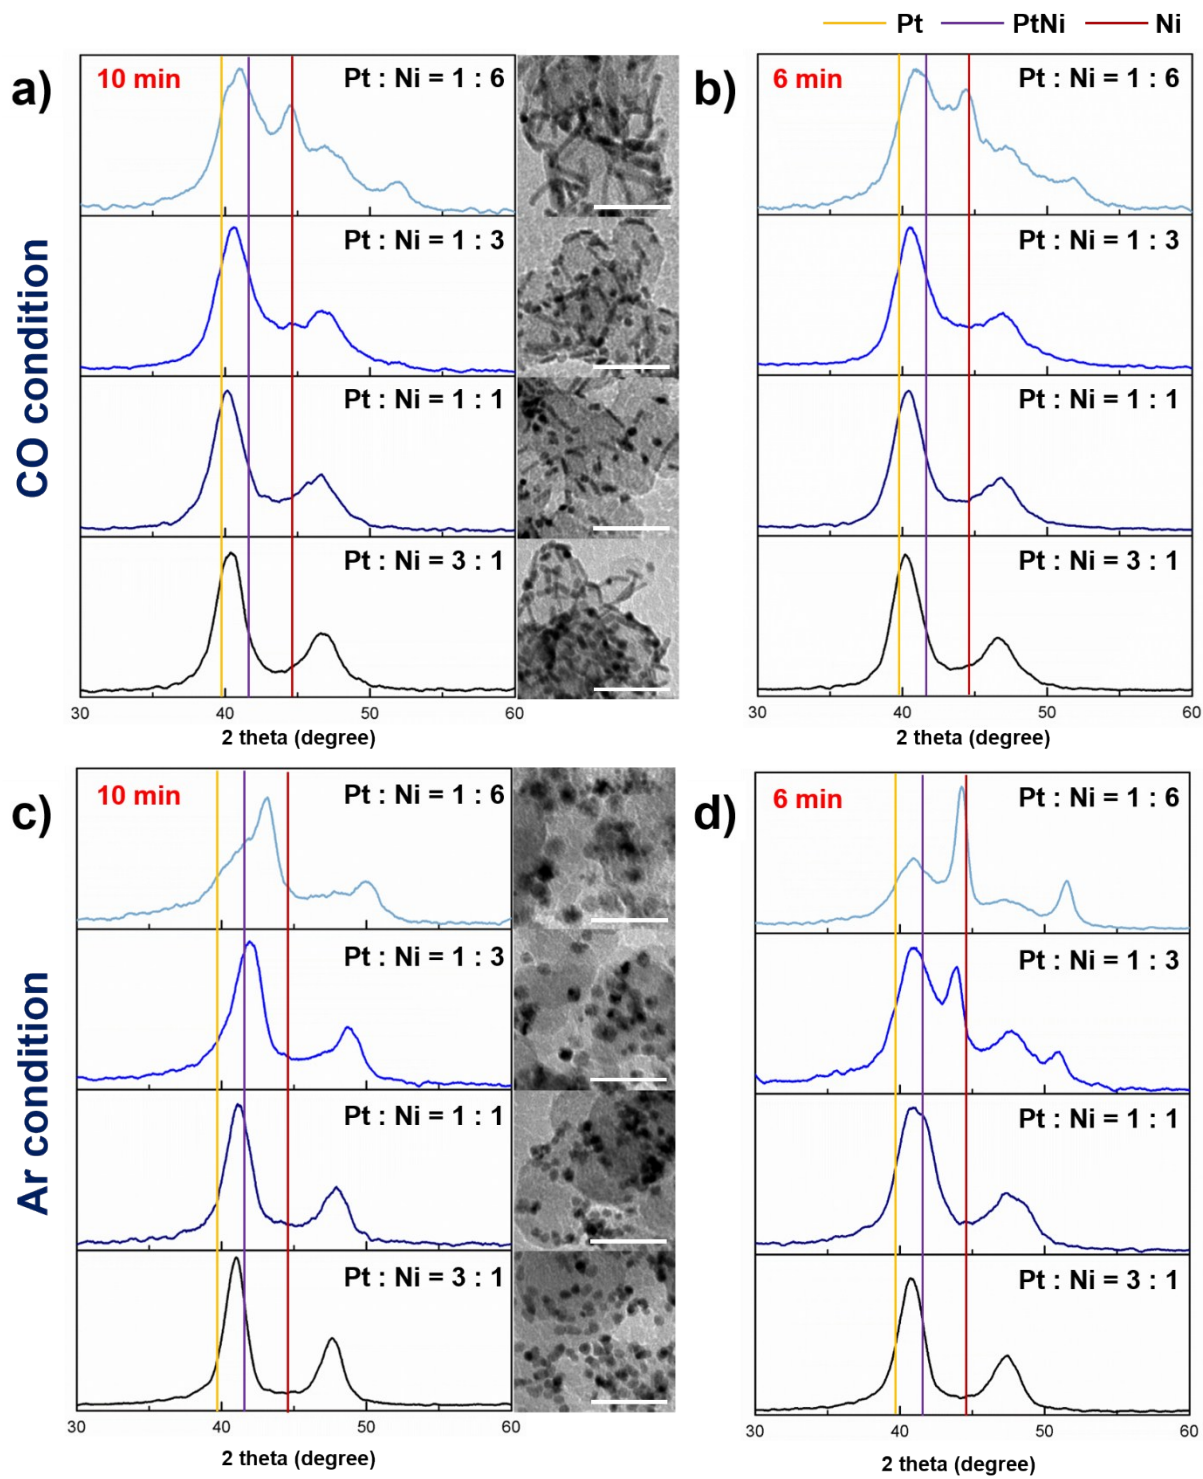 Pt PtNi Ni
a)
10 min
Pt : Ni = 1 : 6
Pt : Ni = 1 : 3
Pt : Ni = 1 : 1
Pt : Ni = 3 : 1
CO condition
30 40 50 60
2 theta (degree)
b)
6 min
Pt : Ni = 1 : 6
Pt : Ni = 1 : 3
Pt : Ni = 1 : 1
Pt : Ni = 3 : 1
30 40 50 60
2 theta (degree)
c)
10 min
Pt : Ni = 1 : 6
Pt : Ni = 1 : 3
Pt : Ni = 1 : 1
Pt : Ni = 3 : 1
Ar condition
30 40 50 60
2 theta (degree)
d)
6 min
Pt : Ni = 1 : 6
Pt : Ni = 1 : 3
Pt : Ni = 1 : 1
Pt : Ni = 3 : 1
30 40 50 60
2 theta (degree)